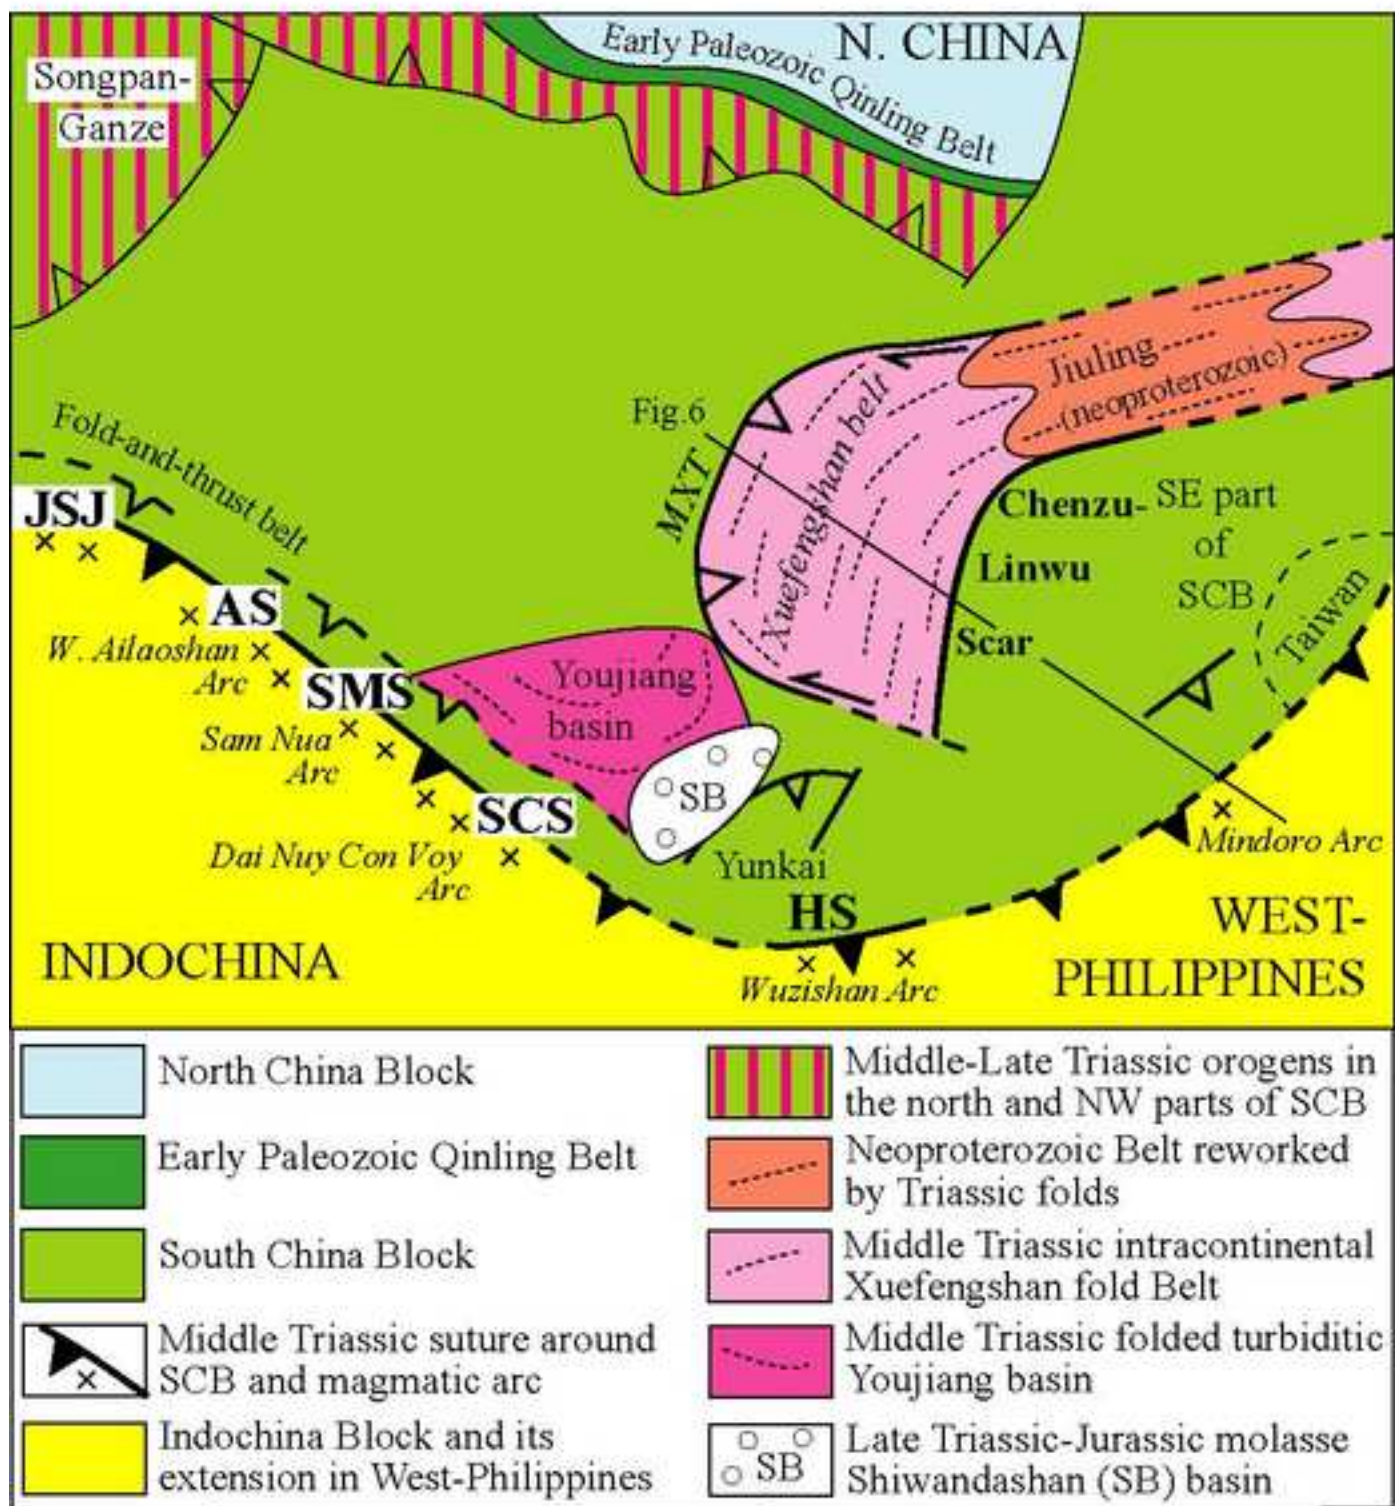 Songpan-
Ganze
Early Paleozoic Qinling Belt
N. CHINA
Jiuling
(neoproterozoic)
Fig.6
MXT
Xuefengshan belt
Fold-and-thrust belt
JSJ
Chenzu-
Linwu
Scar
SE part
of
SCB
Taiwan
AS
W. Ailaoshan
Arc
SMS
Youjiang
basin
Sam Nua
Arc
SB
SCS
Dai Nuy Con Voy
Arc
Yunkai
HS
Mindoro Arc
INDOCHINA
Wuzishan Arc
WEST-
PHILIPPINES
North China Block
Early Paleozoic Qinling Belt
South China Block
Middle Triassic suture around
SCB and magmatic arc
Indochina Block and its
extension in West-Philippines
Middle-Late Triassic orogens in
the north and NW parts of SCB
Neoproterozoic Belt reworked
by Triassic folds
Middle Triassic intracontinental
Xuefengshan fold Belt
Middle Triassic folded turbiditic
Youjiang basin
SB
Late Triassic-Jurassic molasse
Shiwandashan (SB) basin